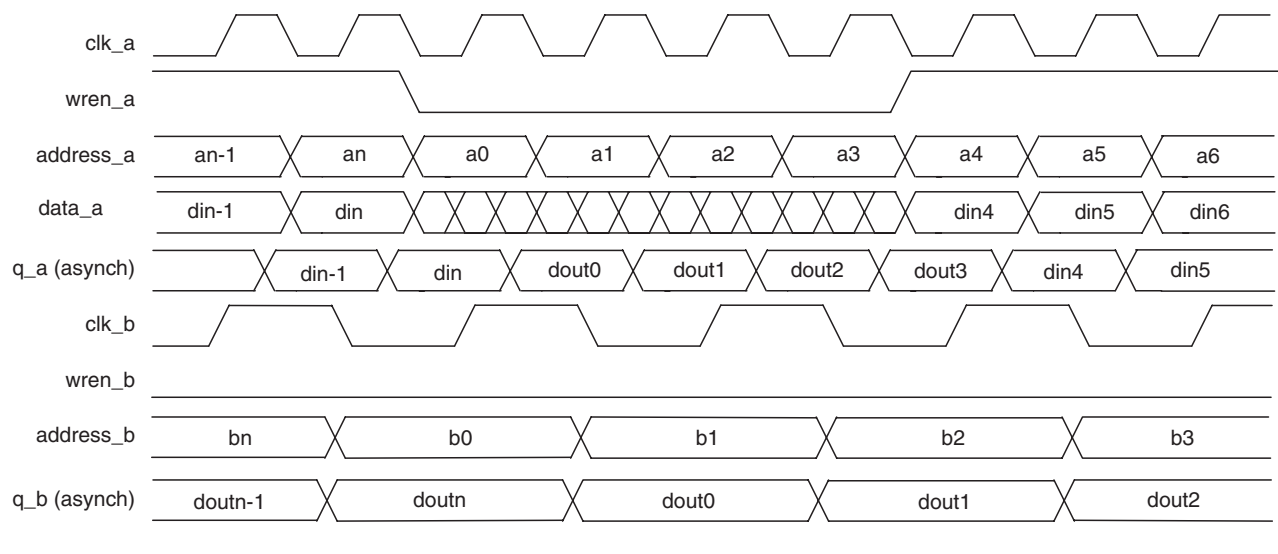 clk_a
wren_a
address_a an-1 an a0 a1 a2 a3 a4 a5 a6
data_a din-1 din din4 din5 din6
q_a (asynch) din-1 din dout0 dout1 dout2 dout3 din4 din5
clk_b
wren_b
address_b bn b0 b1 b2 b3
q_b (asynch) doutn-1 doutn dout0 dout1 dout2